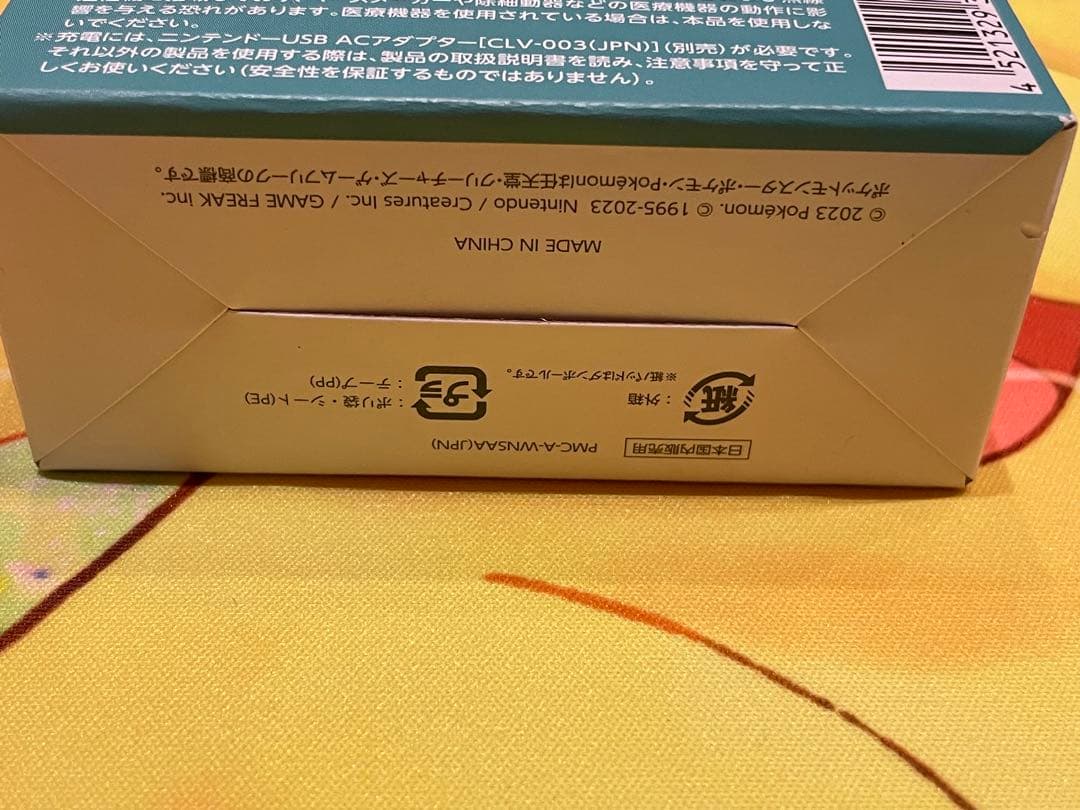 響を与える恐れがあります。医療機器を使用されている場合は、本品を使用しな
いでください。
※充電には、ニンテンドーUSB ACアダプター[CLV-003(JPN)](別売)が必要です。
それ以外の製品を使用する際は、製品の取扱説明書を読み、注意事項を守って正
しくお使いください(安全性を保証するものではありません)。
4 521329
日本国内販売用 PMC-A-WNSAA(JPN)
紙 :外箱
※紙パッドはダンボールです。
プラ :ポリ袋・シート(PE)
:テープ(PP)
MADE IN CHINA
© 2023 Pokémon. © 1995-2023 Nintendo / Creatures Inc. / GAME FREAK inc.
ポケットモンスター・ポケモン・Pokémonは任天堂・クリーチャーズ・ゲームフリークの商標です。